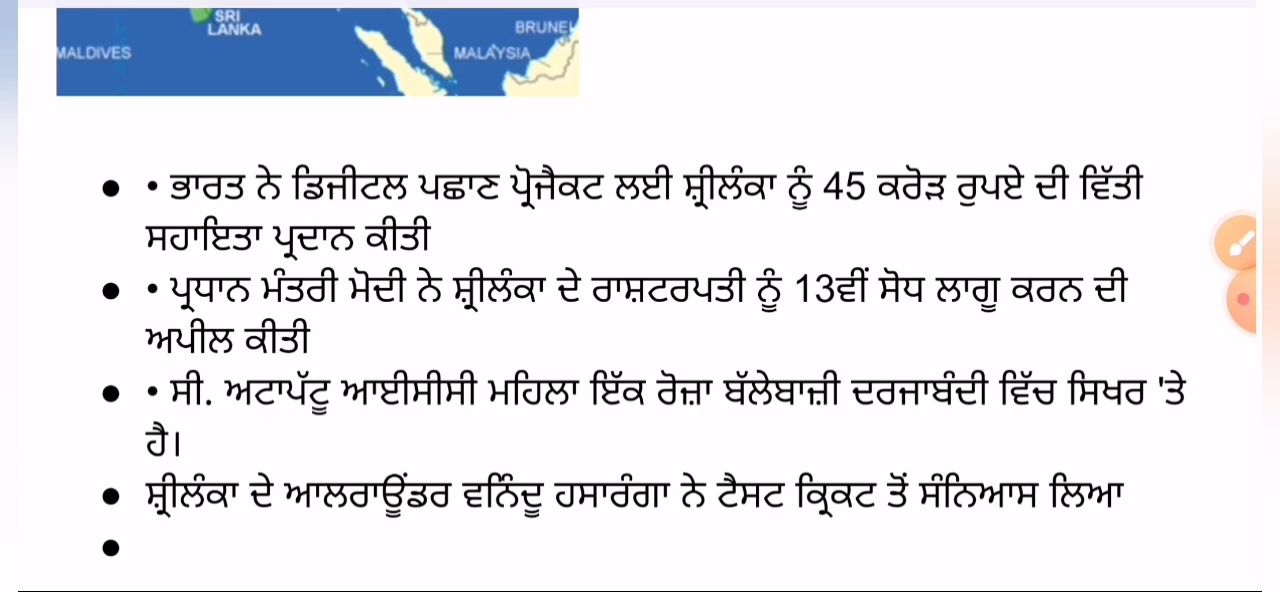 SRI
LANKA
BRUNEI
MALDIVES
MALAYSIA
• ਭਾਰਤ ਨੇ ਡਿਜੀਟਲ ਪਛਾਣ ਪ੍ਰੋਜੈਕਟ ਲਈ ਸ਼੍ਰੀਲੰਕਾ ਨੂੰ 45 ਕਰੋੜ ਰੁਪਏ ਦੀ ਵਿੱਤੀ
ਸਹਾਇਤਾ ਪ੍ਰਦਾਨ ਕੀਤੀ
• ਪ੍ਰਧਾਨ ਮੰਤਰੀ ਮੋਦੀ ਨੇ ਸ਼੍ਰੀਲੰਕਾ ਦੇ ਰਾਸ਼ਟਰਪਤੀ ਨੂੰ 13ਵੀਂ ਸੋਧ ਲਾਗੂ ਕਰਨ ਦੀ
ਅਪੀਲ ਕੀਤੀ
• ਸੀ. ਅਟਾਪੱਟੂ ਆਈਸੀਸੀ ਮਹਿਲਾ ਇੱਕ ਰੋਜ਼ਾ ਬੱਲੇਬਾਜ਼ੀ ਦਰਜਾਬੰਦੀ ਵਿੱਚ ਸਿਖਰ 'ਤੇ
ਹੈ।
ਸ਼੍ਰੀਲੰਕਾ ਦੇ ਆਲਰਾਊਂਡਰ ਵਨਿੰਦੂ ਹਸਾਰੰਗਾ ਨੇ ਟੈਸਟ ਕ੍ਰਿਕਟ ਤੋਂ ਸੰਨਿਆਸ ਲਿਆ